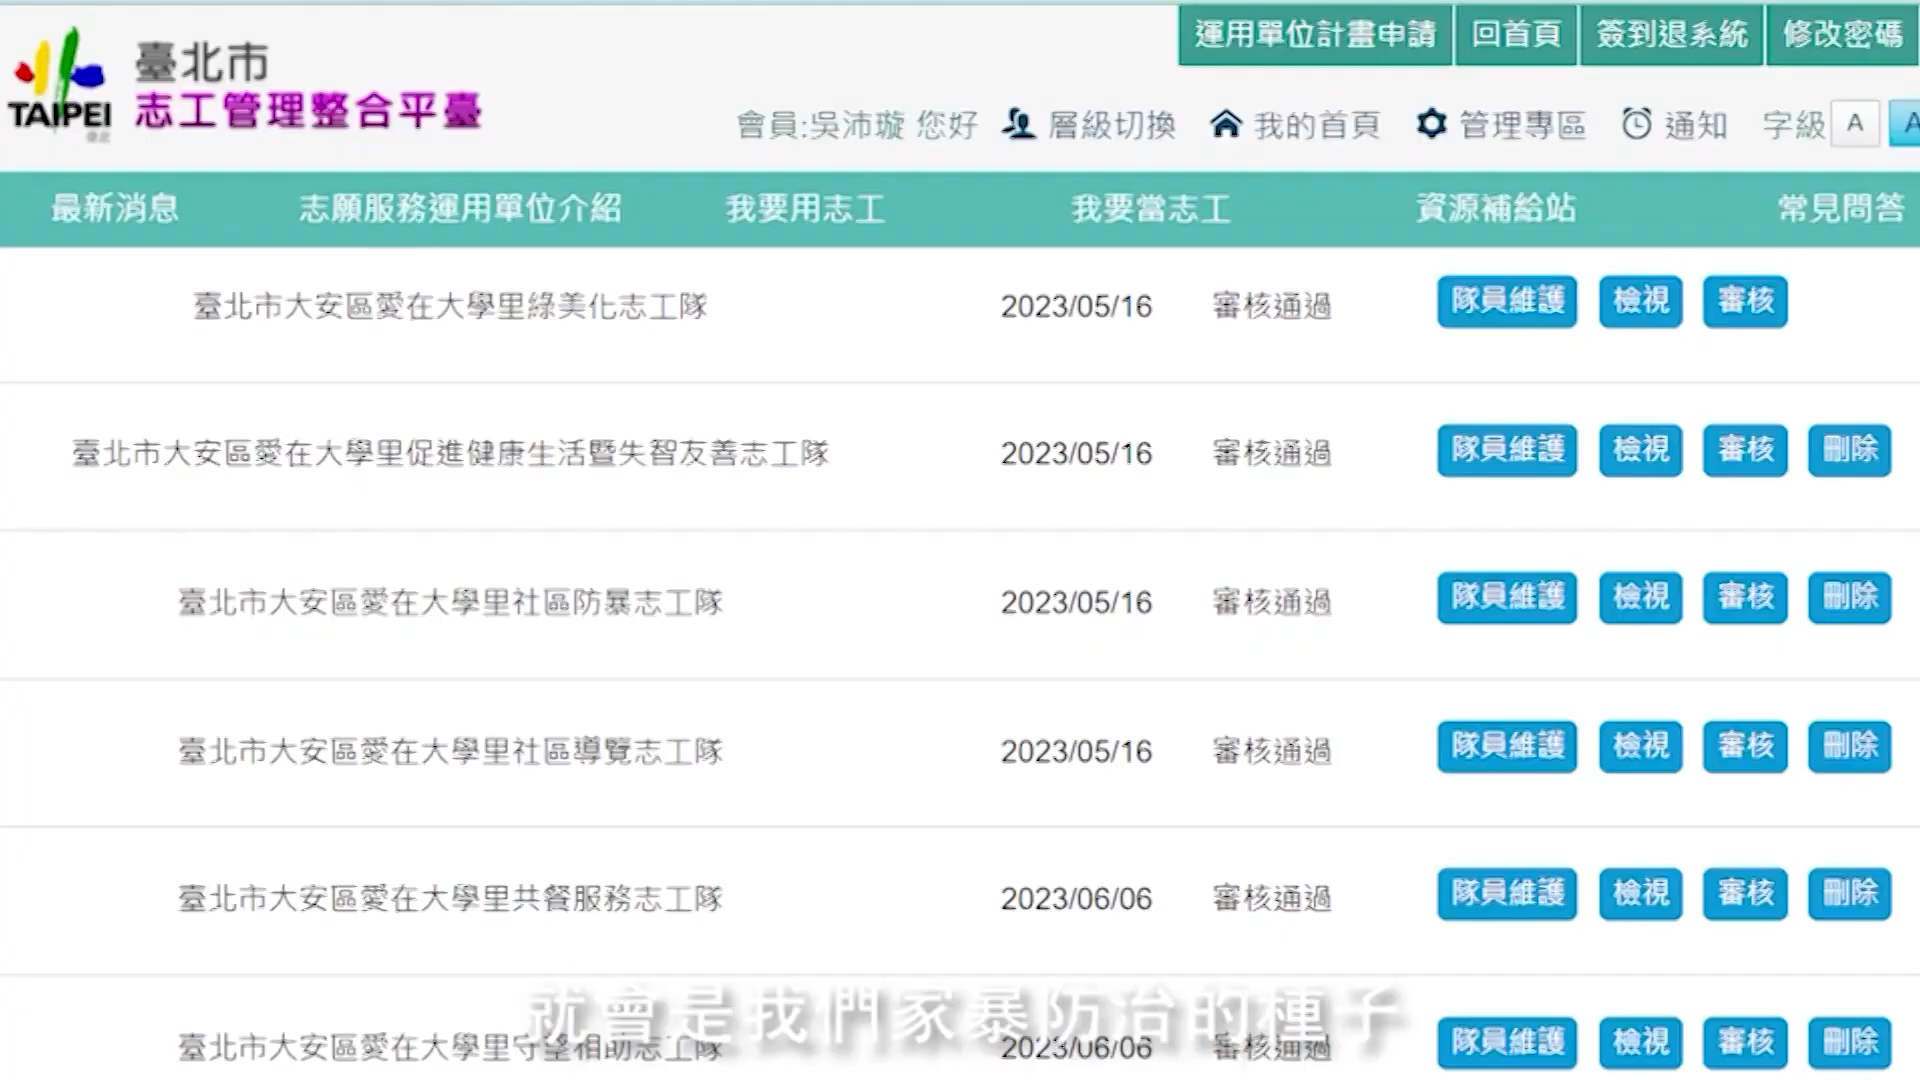 運用單位計畫申請 回首頁 簽到退系統 修改密碼
TAIPEI
臺北
臺北市
志工管理整合平臺
會員:吳沛璇 您好 層級切換 我的首頁 管理專區 通知 字級 A A
最新消息 志願服務運用單位介紹 我要用志工 我要當志工 資源補給站 常見問答
臺北市大安區愛在大學里綠美化志工隊 2023/05/16 審核通過 隊員維護 檢視 審核
臺北市大安區愛在大學里促進健康生活暨失智友善志工隊 2023/05/16 審核通過 隊員維護 檢視 審核 刪除
臺北市大安區愛在大學里社區防暴志工隊 2023/05/16 審核通過 隊員維護 檢視 審核 刪除
臺北市大安區愛在大學里社區導覽志工隊 2023/05/16 審核通過 隊員維護 檢視 審核 刪除
臺北市大安區愛在大學里共餐服務志工隊 2023/06/06 審核通過 隊員維護 檢視 審核 刪除
臺北市大安區愛在大學里守望相助志工隊 2023/06/06 審核通過 隊員維護 檢視 審核 刪除
就會是我們家暴防治的種子